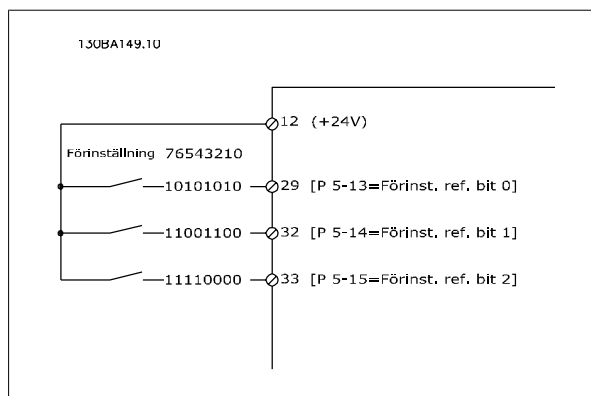 130BA149.10
12 (+24V)
Förinställning 76543210
10101010 29 [P 5-13=Förinst. ref. bit 0]
11001100 32 [P 5-14=Förinst. ref. bit 1]
11110000 33 [P 5-15=Förinst. ref. bit 2]